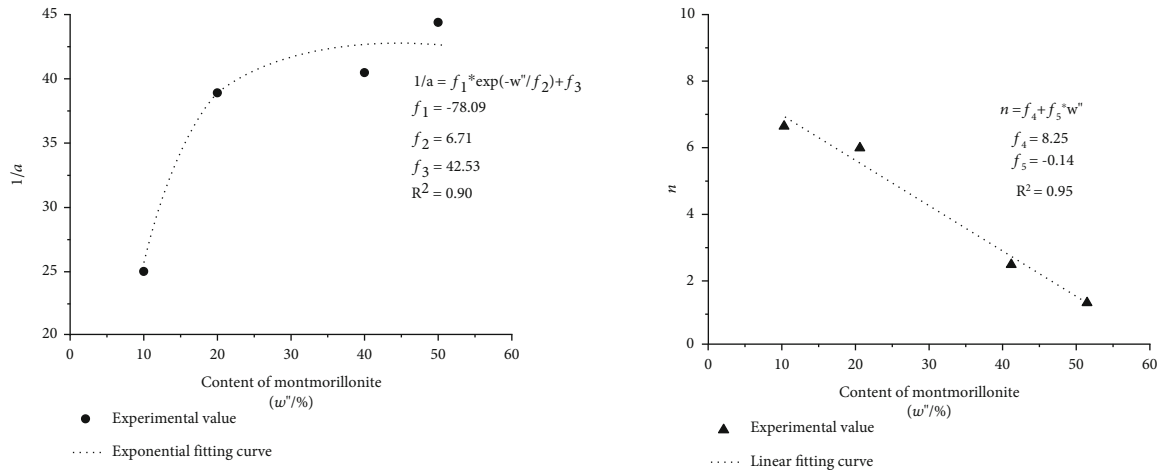 45
40
35
30
25
20
1/a
0 10 20 30 40 50 60
Content of montmorillonite
(w"/%)
1/a = f1*exp(-w"/f2)+f3
f1 = -78.09
f2 = 6.71
f3 = 42.53
R2 = 0.90
Experimental value
Exponential fitting curve
10
8
6
4
2
0
n
0 10 20 30 40 50 60
Content of montmorillonite
(w"/%)
n = f4+f5*w"
f4 = 8.25
f5 = -0.14
R2 = 0.95
Experimental value
Linear fitting curve